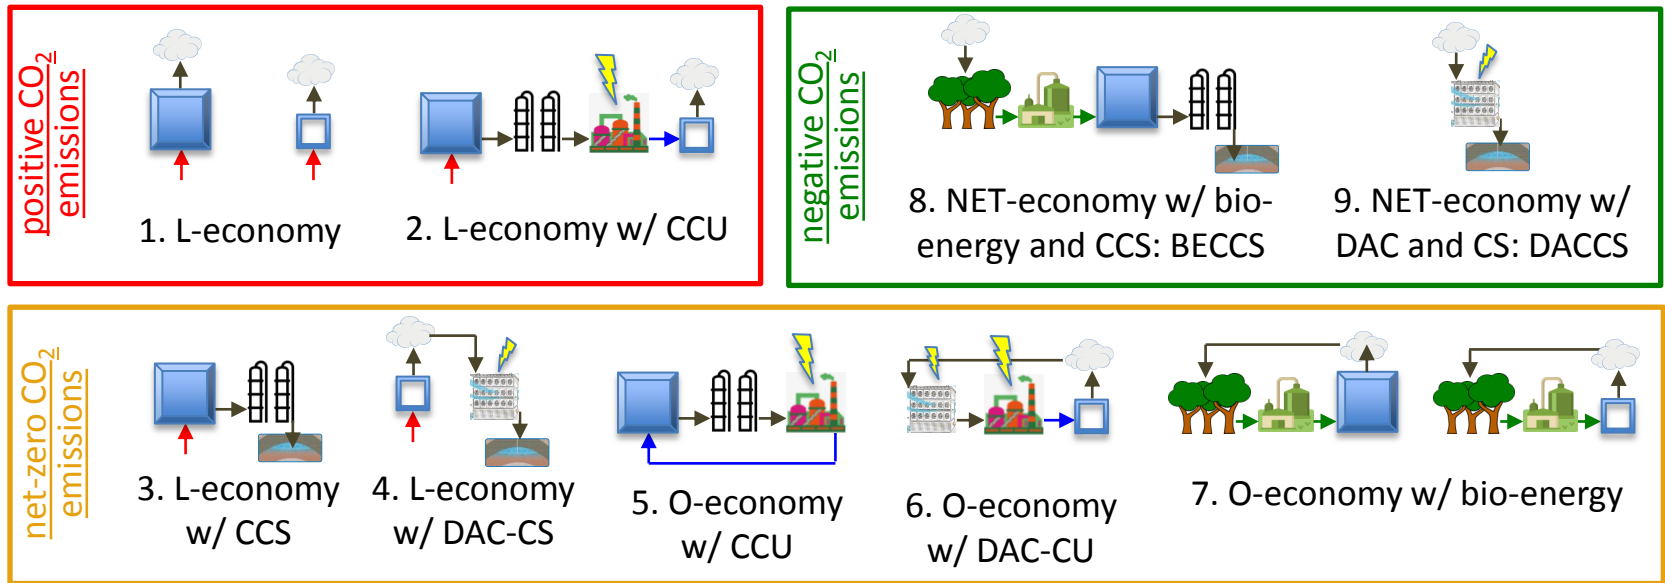 positive CO2
emissions
1. L-economy
2. L-economy w/ CCU
negative CO2
emissions
8. NET-economy w/ bio-
energy and CCS: BECCS
9. NET-economy w/
DAC and CS: DACCS
net-zero CO2
emissions
3. L-economy
w/ CCS
4. L-economy
w/ DAC-CS
5. O-economy
w/ CCU
6. O-economy
w/ DAC-CU
7. O-economy w/ bio-energy